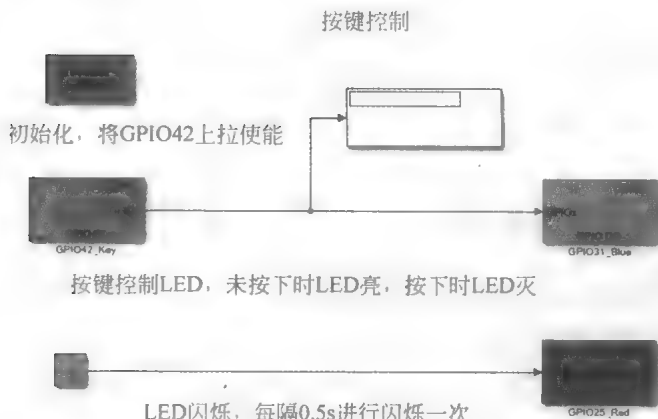 按键控制
初始化，将GPIO42上拉使能
GPIO42_Key
GPIOx
GPIO31_Blue
按键控制LED，未按下时LED亮，按下时LED灭
LED闪烁，每隔0.5s进行闪烁一次
GPIO25_Red